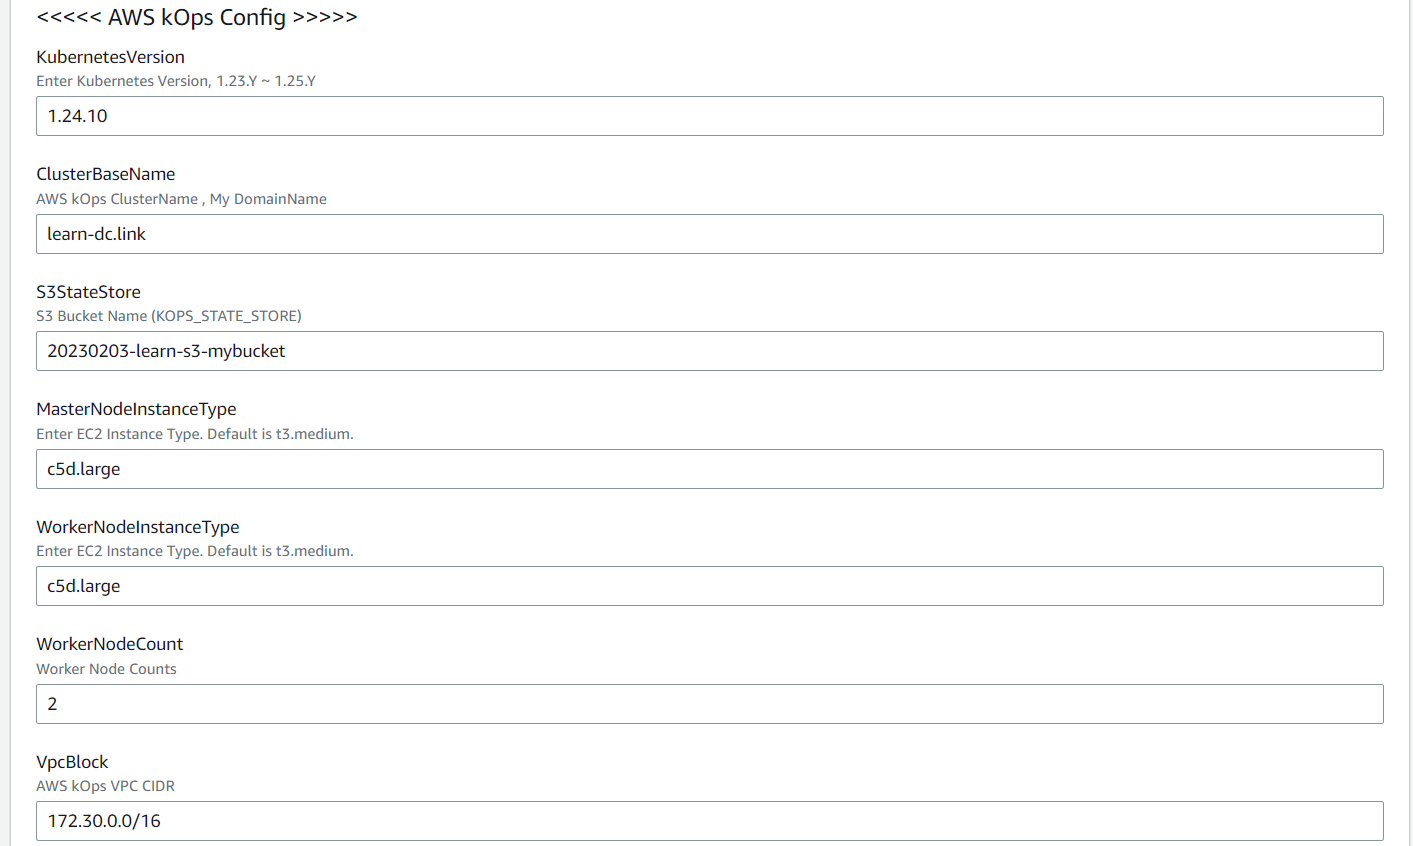 <<<<< AWS kOps Config >>>>>
KubernetesVersion
Enter Kubernetes Version, 1.23.Y ~ 1.25.Y
1.24.10
ClusterBaseName
AWS kOps ClusterName , My DomainName
learn-dc.link
S3StateStore
S3 Bucket Name (KOPS_STATE_STORE)
20230203-learn-s3-mybucket
MasterNodeInstanceType
Enter EC2 Instance Type. Default is t3.medium.
c5d.large
WorkerNodeInstanceType
Enter EC2 Instance Type. Default is t3.medium.
c5d.large
WorkerNodeCount
Worker Node Counts
2
VpcBlock
AWS kOps VPC CIDR
172.30.0.0/16